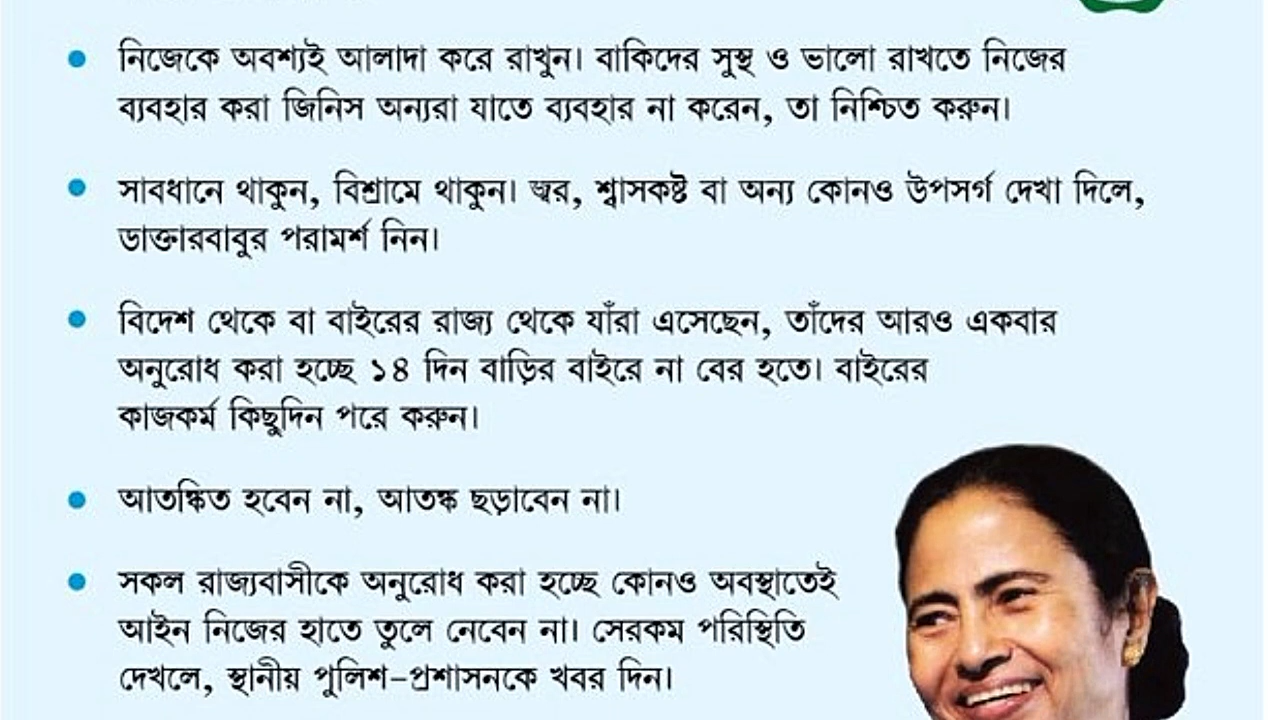 নিজেকে অবশ্যই আলাদা করে রাখুন। বাকিদের সুস্থ ও ভালো রাখতে নিজের
ব্যবহার করা জিনিস অন্যরা যাতে ব্যবহার না করেন, তা নিশ্চিত করুন।
সাবধানে থাকুন, বিশ্রামে থাকুন। জ্বর, শ্বাসকষ্ট বা অন্য কোনও উপসর্গ দেখা দিলে,
ডাক্তারবাবুর পরামর্শ নিন।
বিদেশ থেকে বা বাইরের রাজ্য থেকে যাঁরা এসেছেন, তাঁদের আরও একবার
অনুরোধ করা হচ্ছে ১৪ দিন বাড়ির বাইরে না বের হতে। বাইরের
কাজকর্ম কিছুদিন পরে করুন।
আতঙ্কিত হবেন না, আতঙ্ক ছড়াবেন না।
সকল রাজ্যবাসীকে অনুরোধ করা হচ্ছে কোনও অবস্থাতেই
আইন নিজের হাতে তুলে নেবেন না। সেরকম পরিস্থিতি
দেখলে, স্থানীয় পুলিশ-প্রশাসনকে খবর দিন।